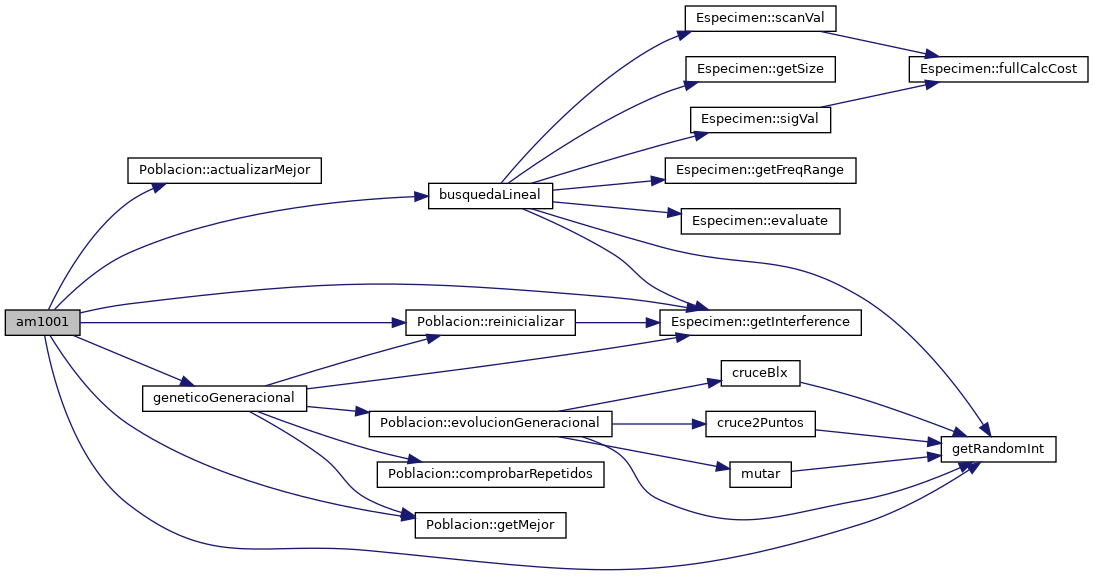 Especimen::scanVal
Especimen::fullCalcCost
Especimen::getSize
Especimen::sigVal
Poblacion::actualizarMejor
Especimen::getFreqRange
busquedaLineal
Especimen::evaluate
am1001
Poblacion::reinicializar
Especimen::getInterference
cruceBlx
geneticoGeneracional
Poblacion::evolucionGeneracional
cruce2Puntos
getRandomInt
Poblacion::comprobarRepetidos
mutar
Poblacion::getMejor